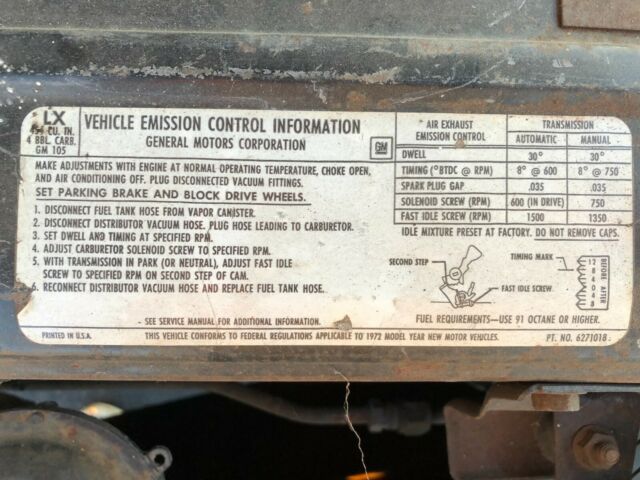 LX
454 CU. IN.
4 BBL. CARB.
GM 105
VEHICLE EMISSION CONTROL INFORMATION
GENERAL MOTORS CORPORATION
GM
MAKE ADJUSTMENTS WITH ENGINE AT NORMAL OPERATING TEMPERATURE, CHOKE OPEN,
AND AIR CONDITIONING OFF. PLUG DISCONNECTED VACUUM FITTINGS.
SET PARKING BRAKE AND BLOCK DRIVE WHEELS.
1. DISCONNECT FUEL TANK HOSE FROM VAPOR CANISTER.
2. DISCONNECT DISTRIBUTOR VACUUM HOSE. PLUG HOSE LEADING TO CARBURETOR.
3. SET DWELL AND TIMING AT SPECIFIED RPM.
4. ADJUST CARBURETOR SOLENOID SCREW TO SPECIFIED RPM.
5. WITH TRANSMISSION IN PARK (OR NEUTRAL), ADJUST FAST IDLE
SCREW TO SPECIFIED RPM ON SECOND STEP OF CAM.
6. RECONNECT DISTRIBUTOR VACUUM HOSE AND REPLACE FUEL TANK HOSE.
SEE SERVICE MANUAL FOR ADDITIONAL INFORMATION.
AIR EXHAUST
EMISSION CONTROL
TRANSMISSION
AUTOMATIC MANUAL
DWELL 30° 30°
TIMING (°BTDC @ RPM) 8° @ 600 8° @ 750
SPARK PLUG GAP .035 .035
SOLENOID SCREW (RPM) 600 (IN DRIVE) 750
FAST IDLE SCREW (RPM) 1500 1350
IDLE MIXTURE PRESET AT FACTORY. DO NOT REMOVE CAPS.
SECOND STEP
FAST IDLE SCREW
TIMING MARK
12
8
4
0
4
8
BEFORE
AFTER
FUEL REQUIREMENTS—USE 91 OCTANE OR HIGHER.
PRINTED IN U.S.A. THIS VEHICLE CONFORMS TO FEDERAL REGULATIONS APPLICABLE TO 1972 MODEL YEAR NEW MOTOR VEHICLES. PT. NO. 6271018